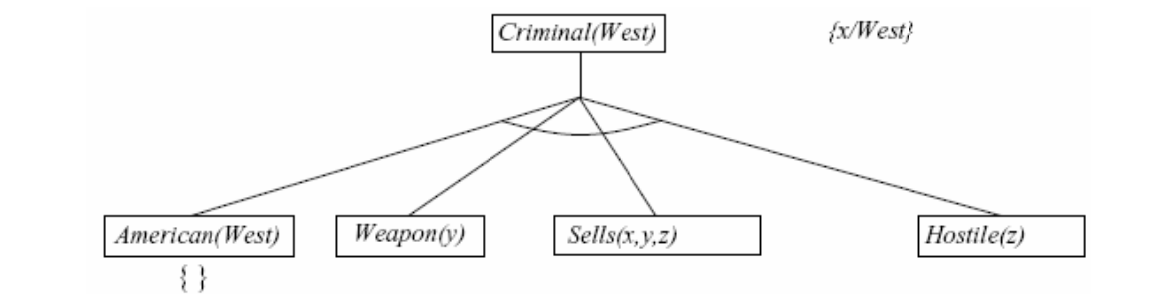 Criminal(West)
{x/West}
American(West)
Weapon(y)
Sells(x,y,z)
Hostile(z)
{ }